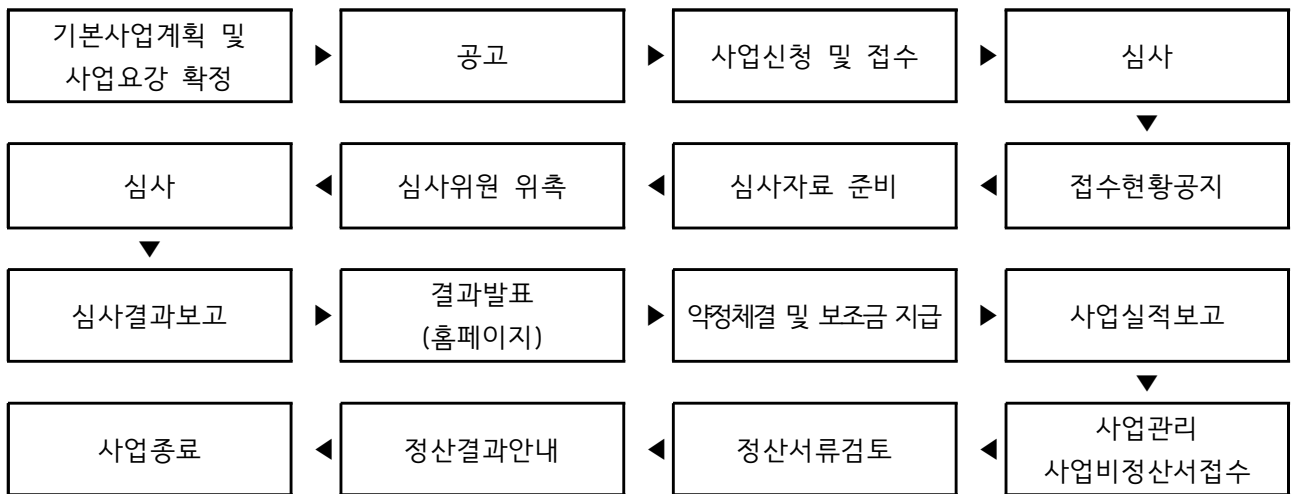 기본사업계획 및
사업요강 확정
▶
공고
▶
사업신청 및 접수
▶
심사
▼
접수현황공지
◀
심사자료 준비
◀
심사위원 위촉
◀
심사
▼
심사결과보고
▶
결과발표
(홈페이지)
▶
약정체결 및 보조금 지급
▶
사업실적보고
▼
사업관리
사업비정산서접수
◀
정산서류검토
◀
정산결과안내
◀
사업종료